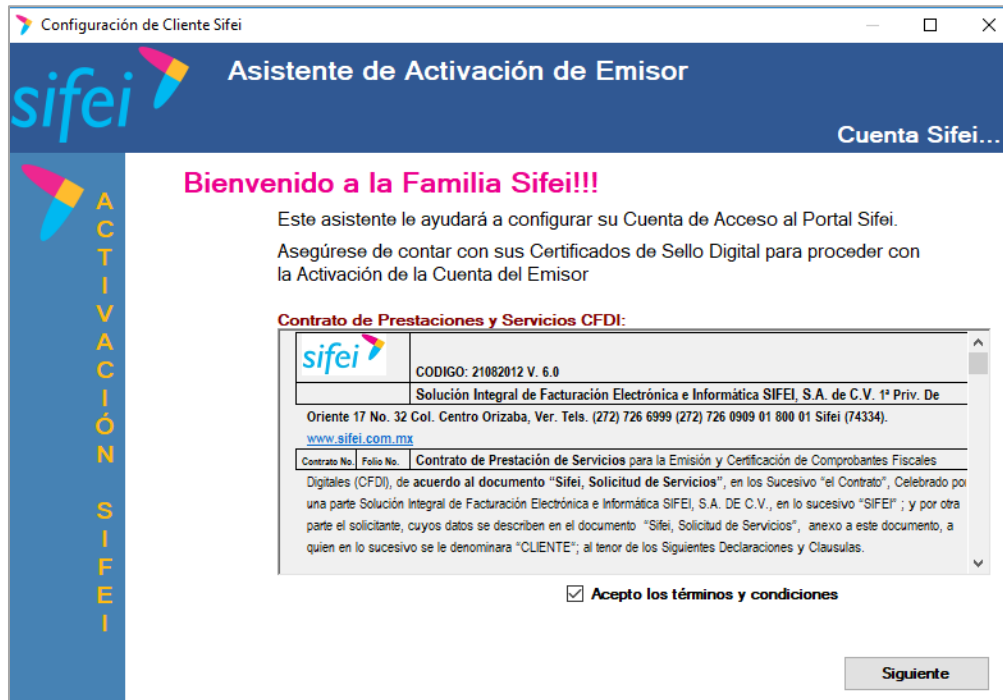 Configuración de Cliente Sifei
sifei
Asistente de Activación de Emisor
Cuenta Sifei...
ACTIVACIÓN SIFEI
Bienvenido a la Familia Sifei!!!
Este asistente le ayudará a configurar su Cuenta de Acceso al Portal Sifei.
Asegúrese de contar con sus Certificados de Sello Digital para proceder con
la Activación de la Cuenta del Emisor
Contrato de Prestaciones y Servicios CFDI:
sifei
CODIGO: 21082012 V. 6.0
Solución Integral de Facturación Electrónica e Informática SIFEI, S.A. de C.V. 1ª Priv. De
Oriente 17 No. 32 Col. Centro Orizaba, Ver. Tels. (272) 726 6999 (272) 726 0909 01 800 01 Sifei (74334).
www.sifei.com.mx
Contrato No. Folio No. Contrato de Prestación de Servicios para la Emisión y Certificación de Comprobantes Fiscales
Digitales (CFDI), de acuerdo al documento “Sifei, Solicitud de Servicios”, en los Sucesivo “el Contrato”, Celebrado por
una parte Solución Integral de Facturación Electrónica e Informática SIFEI, S.A. DE C.V., en lo sucesivo “SIFEI” ; y por otra
parte el solicitante, cuyos datos se describen en el documento “Sifei, Solicitud de Servicios”, anexo a este documento, a
quien en lo sucesivo se le denominara “CLIENTE”; al tenor de los Siguientes Declaraciones y Clausulas.
Acepto los términos y condiciones
Siguiente